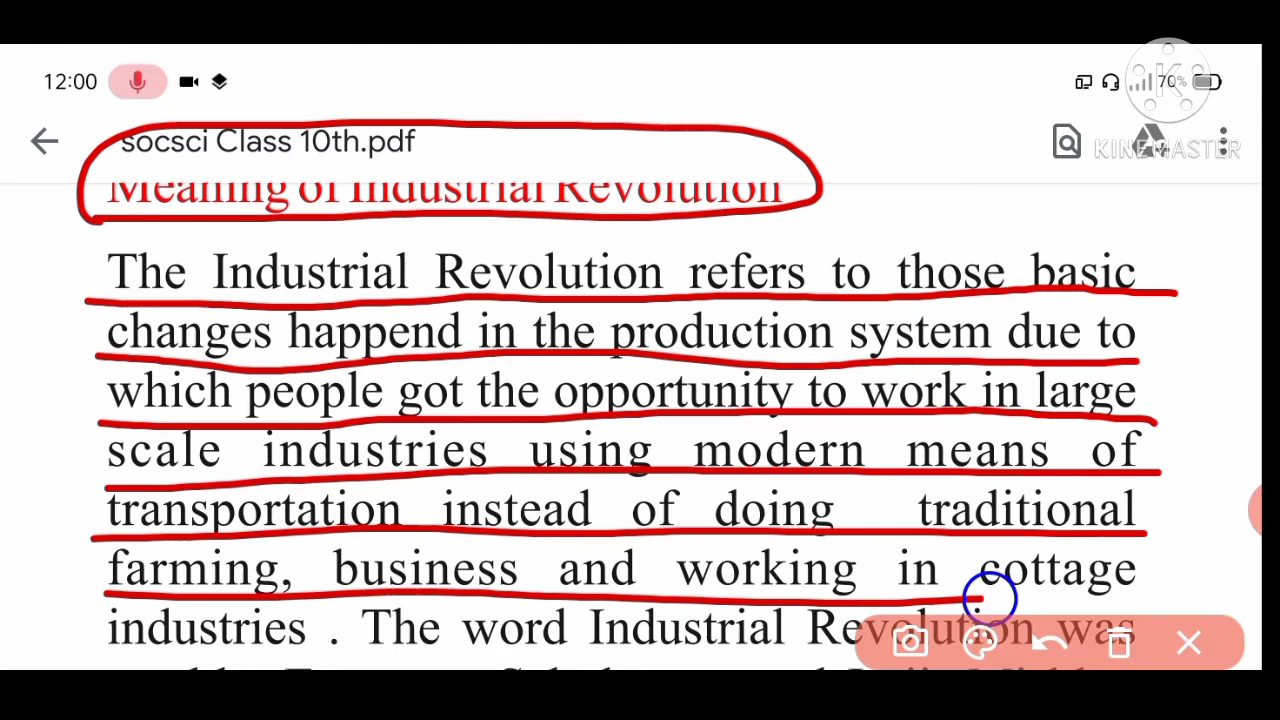 12:00
70%
socsci Class 10th.pdf
KINEMASTER
Meaning of Industrial Revolution
The Industrial Revolution refers to those basic
changes happend in the production system due to
which people got the opportunity to work in large
scale industries using modern means of
transportation instead of doing traditional
farming, business and working in cottage
industries . The word Industrial Revolution was